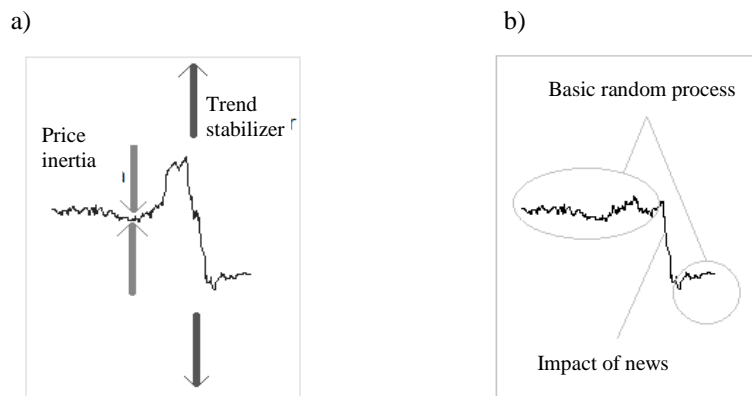 a)
b)
Trend
stabilizer
Price
inertia
Basic random process
Impact of news